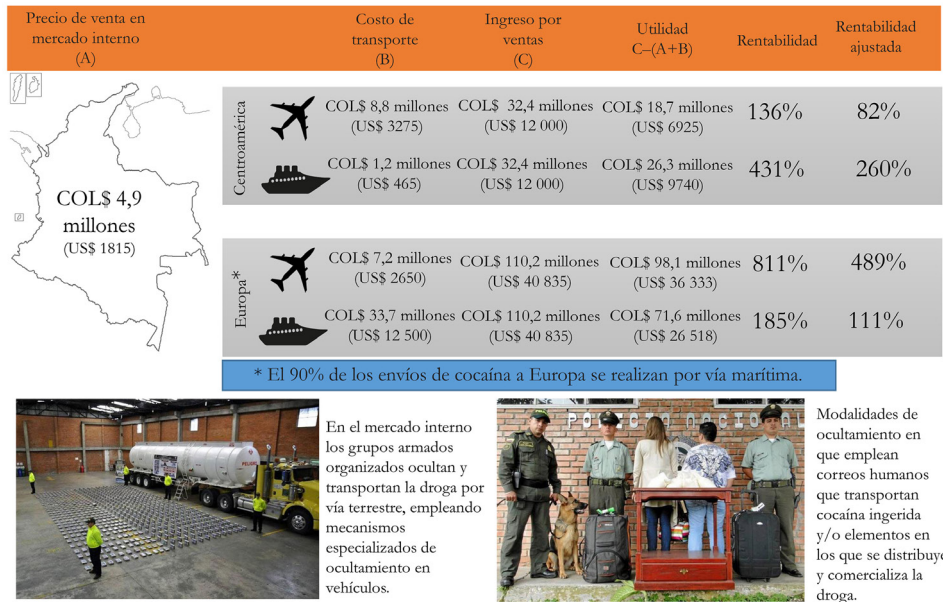 Precio de venta en
mercado interno
(A)
Costo de
transporte
(B)
Ingreso por
ventas
(C)
Utilidad
C–(A+B)
Rentabilidad
Rentabilidad
ajustada
COL$ 4,9
millones
(US$ 1815)
Centroamérica
COL$ 8,8 millones
(US$ 3275)
COL$ 32,4 millones
(US$ 12 000)
COL$ 18,7 millones
(US$ 6925)
136%
82%
COL$ 1,2 millones
(US$ 465)
COL$ 32,4 millones
(US$ 12 000)
COL$ 26,3 millones
(US$ 9740)
431%
260%
Europa*
COL$ 7,2 millones
(US$ 2650)
COL$ 110,2 millones
(US$ 40 835)
COL$ 98,1 millones
(US$ 36 333)
811%
489%
COL$ 33,7 millones
(US$ 12 500)
COL$ 110,2 millones
(US$ 40 835)
COL$ 71,6 millones
(US$ 26 518)
185%
111%
* El 90% de los envíos de cocaína a Europa se realizan por vía marítima.
PELIGRO
En el mercado interno
los grupos armados
organizados ocultan y
transportan la droga por
vía terrestre, empleando
mecanismos
especializados de
ocultamiento en
vehículos.
POLICIA NACIONAL
Modalidades de
ocultamiento en
que emplean
correos humanos
que transportan
cocaína ingerida
y/o elementos en
los que se distribuye
y comercializa la
droga.